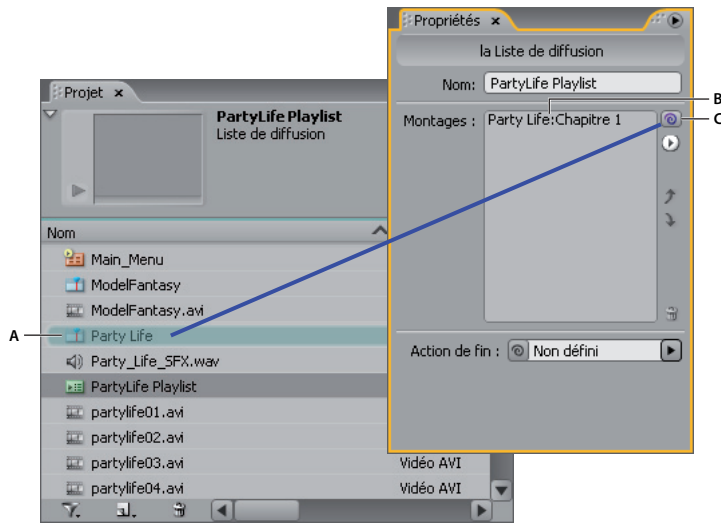 Propriétés ×
la Liste de diffusion
Nom: PartyLife Playlist
B
Montages : Party Life:Chapitre 1
C
Action de fin : Non défini
Projet ×
PartyLife Playlist
Liste de diffusion
Nom
Main_Menu
ModelFantasy
ModelFantasy.avi
A
Party Life
Party_Life_SFX.wav
PartyLife Playlist
partylife01.avi
partylife02.avi
partylife03.avi Vidéo AVI
partylife04.avi Vidéo AVI